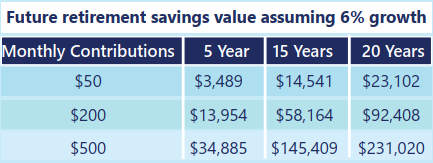 Future retirement savings value assuming 6% growth
Monthly Contributions 5 Year 15 Years 20 Years
$50 $3,489 $14,541 $23,102
$200 $13,954 $58,164 $92,408
$500 $34,885 $145,409 $231,020